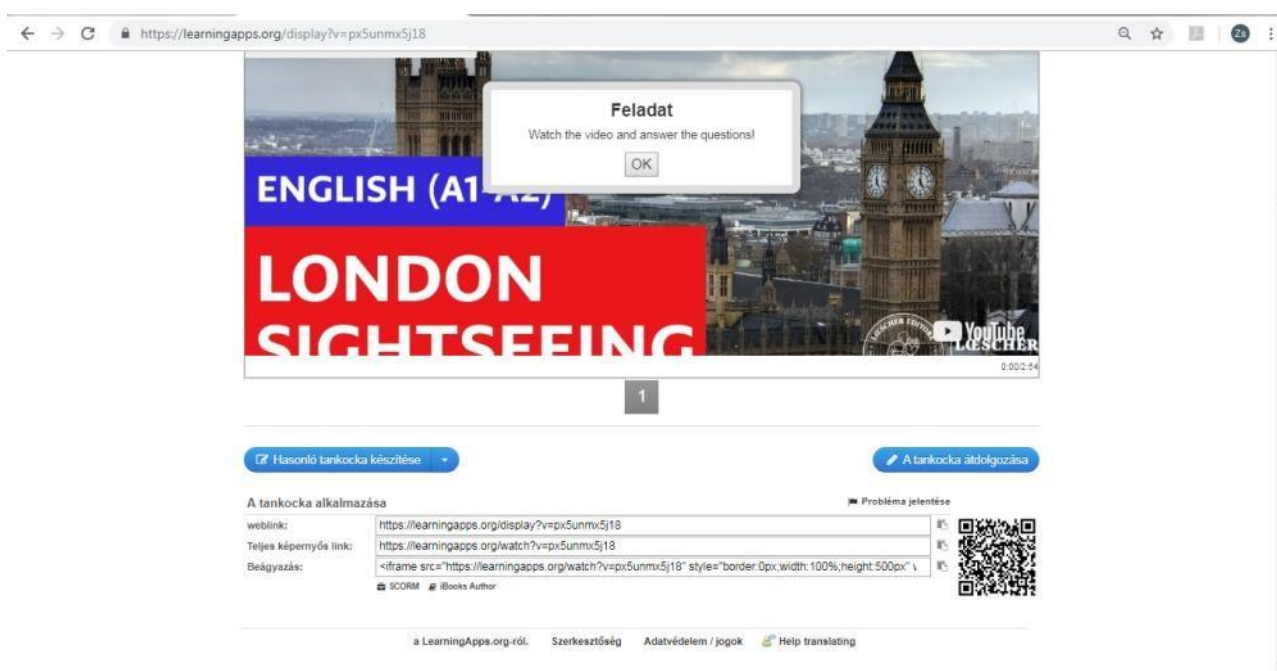 https://learningapps.org/display?v=px5unmx5j18
Zs
Feladat
Watch the video and answer the questions!
OK
ENGLISH (A1-A2)
LONDON
SIGHTSEEING
YouTube
LŒSCHER
0:00/2:54
1
Hasonló tankocka készítése
A tankocka átdolgozása
A tankocka alkalmazása
Probléma jelentése
weblink: https://learningapps.org/display?v=px5unmx5j18
Teljes képernyős link: https://learningapps.org/watch?v=px5unmx5j18
Beágyazás: <iframe src="https://learningapps.org/watch?v=px5unmx5j18" style="border:0px;width:100%;height:500px"
SCORM iBooks Author
a LearningApps.org-ról. Szerkesztőség Adatvédelem / jogok Help translating